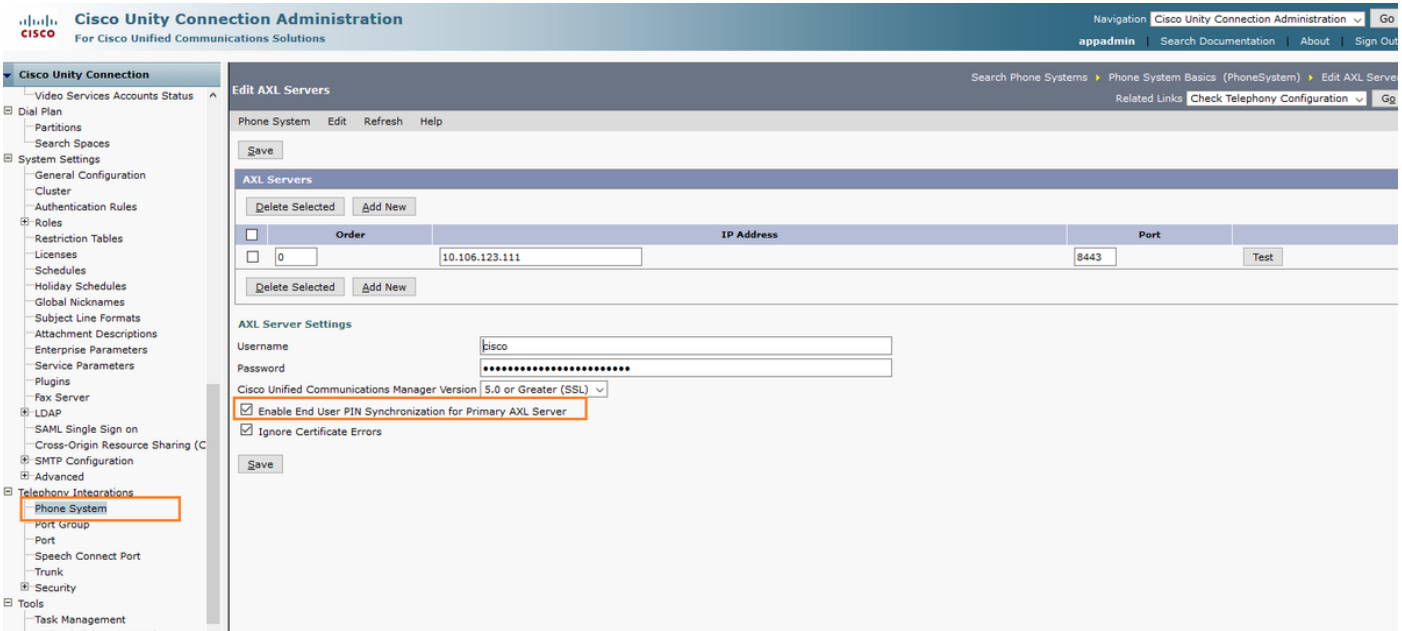 cisco
Cisco Unity Connection Administration
For Cisco Unified Communications Solutions
Navigation Cisco Unity Connection Administration Go
appadmin | Search Documentation | About | Sign Out
Cisco Unity Connection
Video Services Accounts Status
Dial Plan
Partitions
Search Spaces
System Settings
General Configuration
Cluster
Authentication Rules
Roles
Restriction Tables
Licenses
Schedules
Holiday Schedules
Global Nicknames
Subject Line Formats
Attachment Descriptions
Enterprise Parameters
Service Parameters
Plugins
Fax Server
LDAP
SAML Single Sign on
Cross-Origin Resource Sharing (C
SMTP Configuration
Advanced
Telephony Integrations
Phone System
Port Group
Port
Speech Connect Port
Trunk
Security
Tools
Task Management
Edit AXL Servers
Search Phone Systems Phone System Basics (PhoneSystem) Edit AXL Server
Related Links Check Telephony Configuration Go
Phone System Edit Refresh Help
Save
AXL Servers
Delete Selected Add New
Order IP Address Port
0 10.106.123.111 8443 Test
Delete Selected Add New
AXL Server Settings
Username cisco
Password ••••••••••••••••••••••••
Cisco Unified Communications Manager Version 5.0 or Greater (SSL)
Enable End User PIN Synchronization for Primary AXL Server
Ignore Certificate Errors
Save